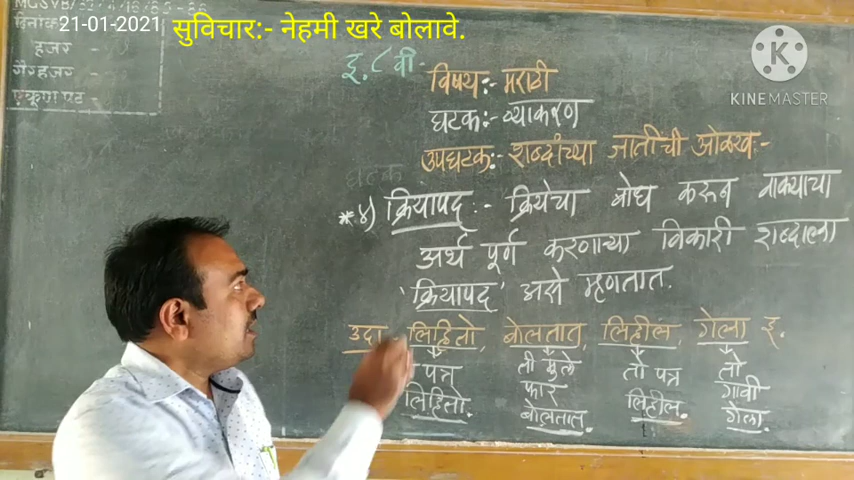 21-01-2021
सुविचार:- नेहमी खरे बोलावे.
KINEMASTER
दिनांक
हजर -
गैरहजर -
एकूण पट -
इ. ८ वी -
विषय:- मराठी
घटक:- व्याकरण
उपघटक:- शब्दांच्या जातीची ओळख:-
*४) क्रियापद :- क्रियेचा बोध करून वाक्याचा
अर्थ पूर्ण करणाऱ्या विकारी शब्दाला
'क्रियापद' असे म्हणतात.
उदा. लिहितो, बोलतात, लिहील, गेला इ.
पत्र ती मुले तो पत्र तो
फार गावी
लिहितो. बोलतात. लिहील. गेला.